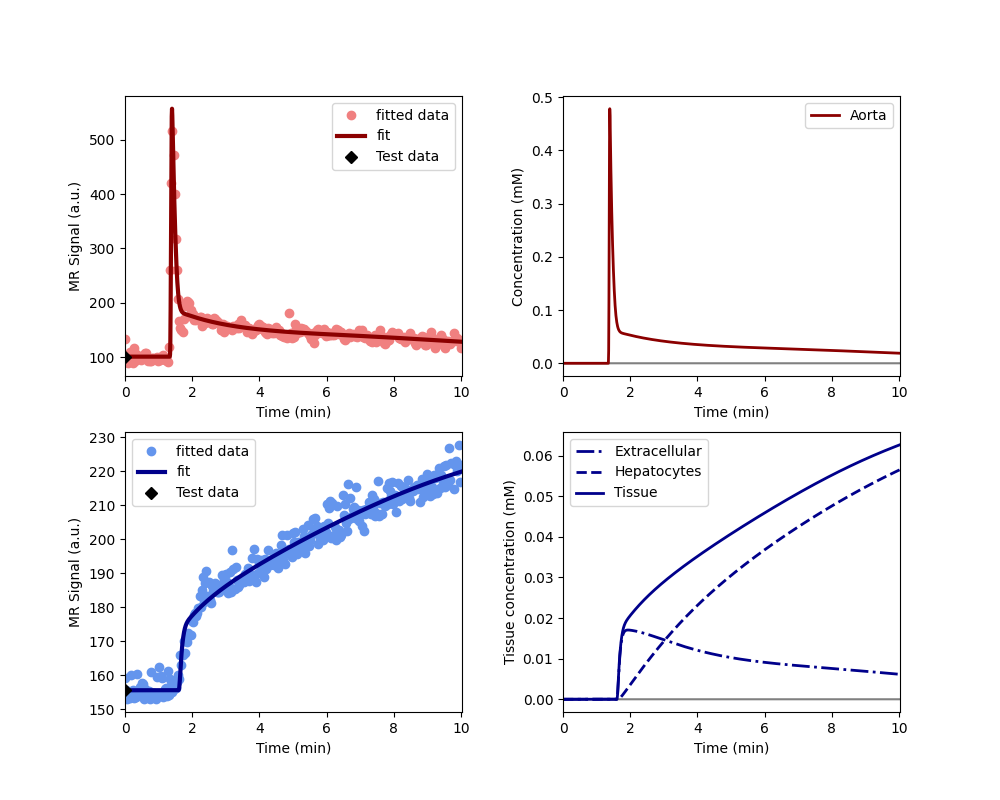 MR Signal (a.u.)
500
400
300
200
100
0
2
4
6
8
10
Time (min)
fitted data
fit
Test data
Concentration (mM)
0.5
0.4
0.3
0.2
0.1
0.0
0
2
4
6
8
10
Time (min)
Aorta
MR Signal (a.u.)
230
220
210
200
190
180
170
160
150
0
2
4
6
8
10
Time (min)
fitted data
fit
Test data
Tissue concentration (mM)
0.06
0.05
0.04
0.03
0.02
0.01
0.00
0
2
4
6
8
10
Time (min)
Extracellular
Hepatocytes
Tissue